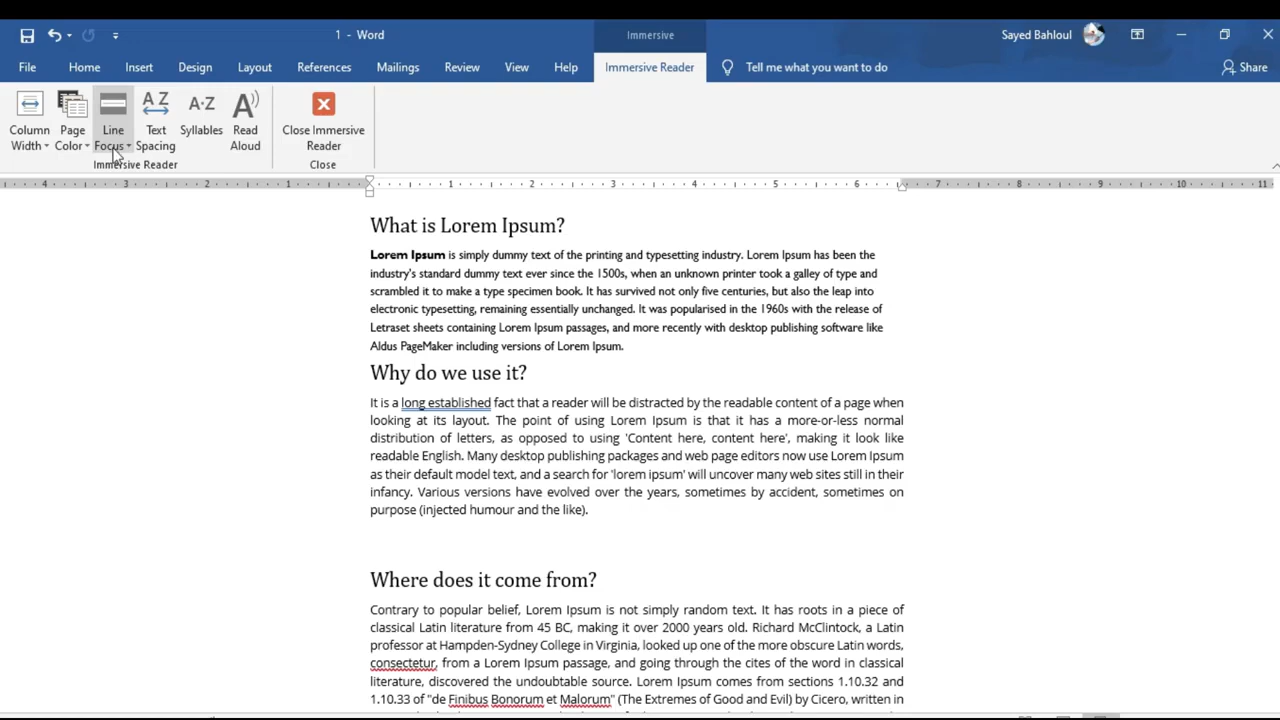 1 - Word
Immersive
Sayed Bahloul
File Home Insert Design Layout References Mailings Review View Help Immersive Reader Tell me what you want to do Share
Column Width
Page Color
Line Focus
Text Spacing
Syllables
Read Aloud
Close Immersive Reader
Immersive Reader
Close
4 3 2 1 1 2 3 4 5 6 7 8 9 10 11
What is Lorem Ipsum?
Lorem Ipsum is simply dummy text of the printing and typesetting industry. Lorem Ipsum has been the
industry's standard dummy text ever since the 1500s, when an unknown printer took a galley of type and
scrambled it to make a type specimen book. It has survived not only five centuries, but also the leap into
electronic typesetting, remaining essentially unchanged. It was popularised in the 1960s with the release of
Letraset sheets containing Lorem Ipsum passages, and more recently with desktop publishing software like
Aldus PageMaker including versions of Lorem Ipsum.
Why do we use it?
It is a long established fact that a reader will be distracted by the readable content of a page when
looking at its layout. The point of using Lorem Ipsum is that it has a more-or-less normal
distribution of letters, as opposed to using 'Content here, content here', making it look like
readable English. Many desktop publishing packages and web page editors now use Lorem Ipsum
as their default model text, and a search for 'lorem ipsum' will uncover many web sites still in their
infancy. Various versions have evolved over the years, sometimes by accident, sometimes on
purpose (injected humour and the like).
Where does it come from?
Contrary to popular belief, Lorem Ipsum is not simply random text. It has roots in a piece of
classical Latin literature from 45 BC, making it over 2000 years old. Richard McClintock, a Latin
professor at Hampden-Sydney College in Virginia, looked up one of the more obscure Latin words,
consectetur, from a Lorem Ipsum passage, and going through the cites of the word in classical
literature, discovered the undoubtable source. Lorem Ipsum comes from sections 1.10.32 and
1.10.33 of "de Finibus Bonorum et Malorum" (The Extremes of Good and Evil) by Cicero, written in